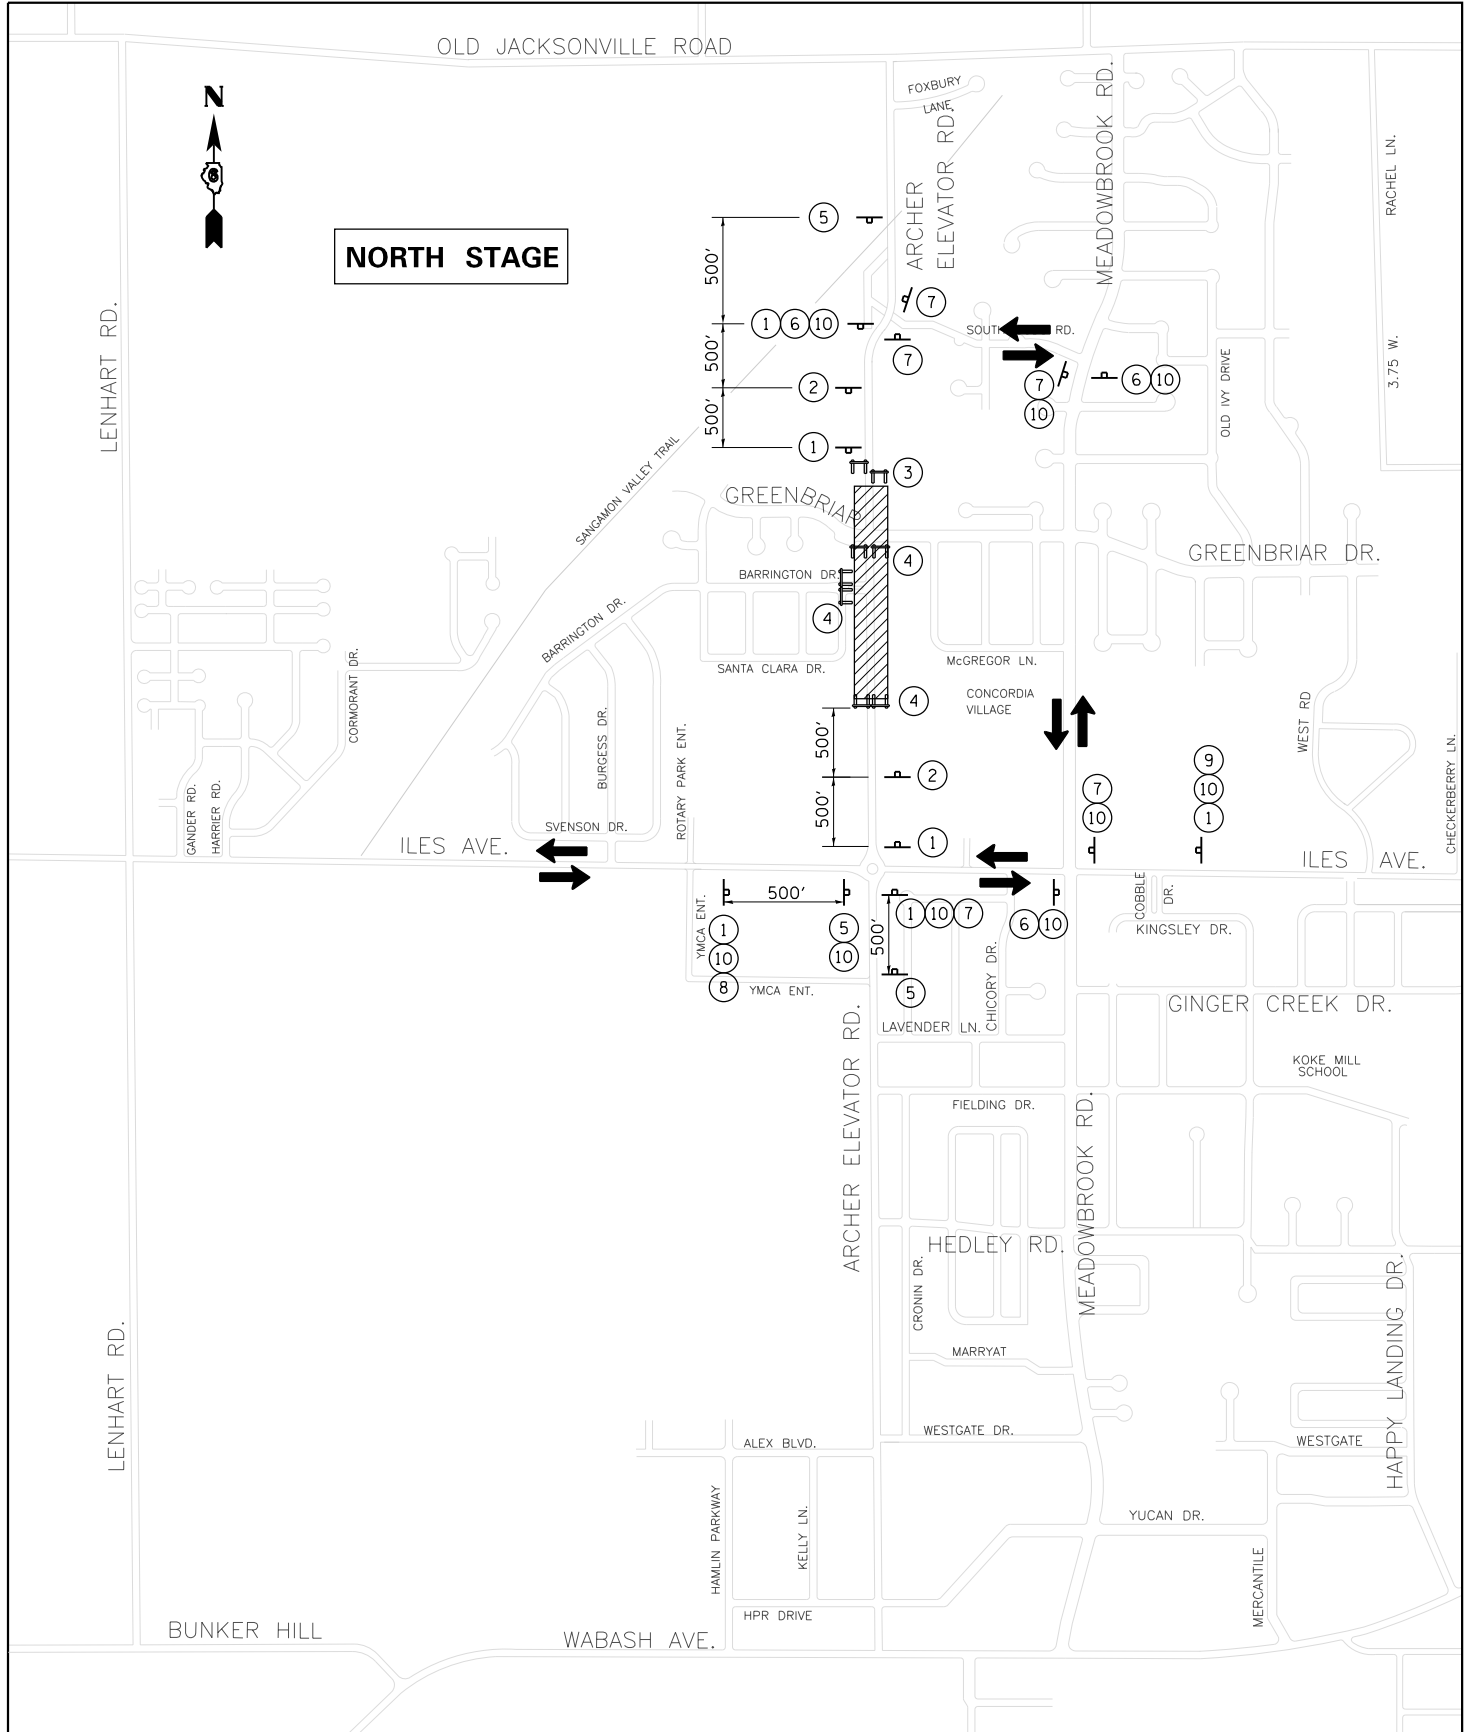 OLD JACKSONVILLE ROAD
FOXBURY
LANE
N
6
NORTH STAGE
ARCHER
ELEVATOR RD.
MEADOWBROOK RD.
RACHEL LN.
3.75 W.
LENHART RD.
5
500'
7
1 6 10
7
SOUTH RD.
500'
2
7
10
6 10
OLD IVY DRIVE
500'
1
3
SANGAMON VALLEY TRAIL
GREENBRIAR
4
GREENBRIAR DR.
BARRINGTON DR.
4
BARRINGTON DR.
SANTA CLARA DR.
McGREGOR LN.
CONCORDIA
VILLAGE
4
CORMORANT DR.
WEST RD
CHECKERBERRY LN.
BURGESS DR.
ROTARY PARK ENT.
500'
2
500'
1
7
10
9
10
1
GANDER RD.
HARRIER RD.
SVENSON DR.
ILES AVE.
ILES AVE.
500'
1
10
8
5
10
500'
1 10 7
6 10
5
COBBLE
DR.
KINGSLEY DR.
YMCA ENT.
YMCA ENT.
CHICORY DR.
LAVENDER LN.
GINGER CREEK DR.
KOKE MILL
SCHOOL
ARCHER ELEVATOR RD.
FIELDING DR.
MEADOWBROOK RD.
HEDLEY RD.
CRONIN DR.
MARRYAT
HAPPY LANDING DR.
LENHART RD.
ALEX BLVD.
WESTGATE DR.
WESTGATE
HAMLIN PARKWAY
KELLY LN.
YUCAN DR.
MERCANTILE
HPR DRIVE
BUNKER HILL
WABASH AVE.